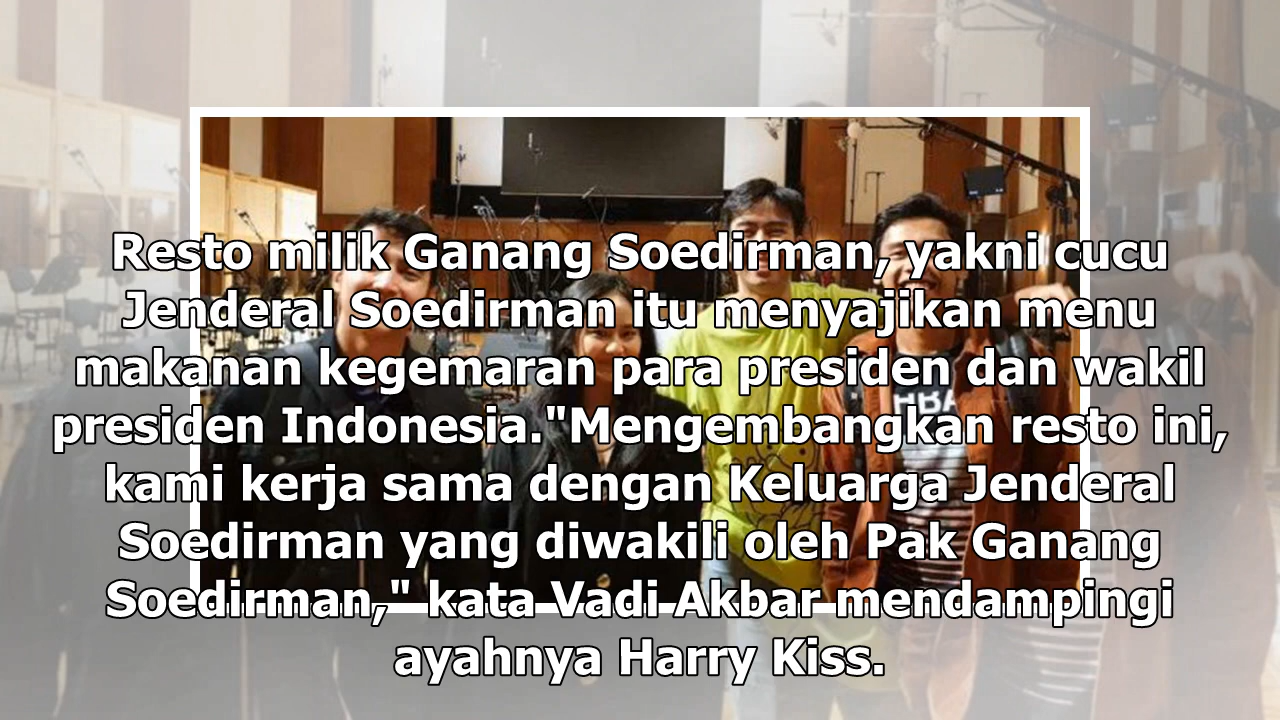 Resto milik Ganang Soedirman, yakni cucu
Jenderal Soedirman itu menyajikan menu
makanan kegemaran para presiden dan wakil
presiden Indonesia."Mengembangkan resto ini,
kami kerja sama dengan Keluarga Jenderal
Soedirman yang diwakili oleh Pak Ganang
Soedirman," kata Vadi Akbar mendampingi
ayahnya Harry Kiss.